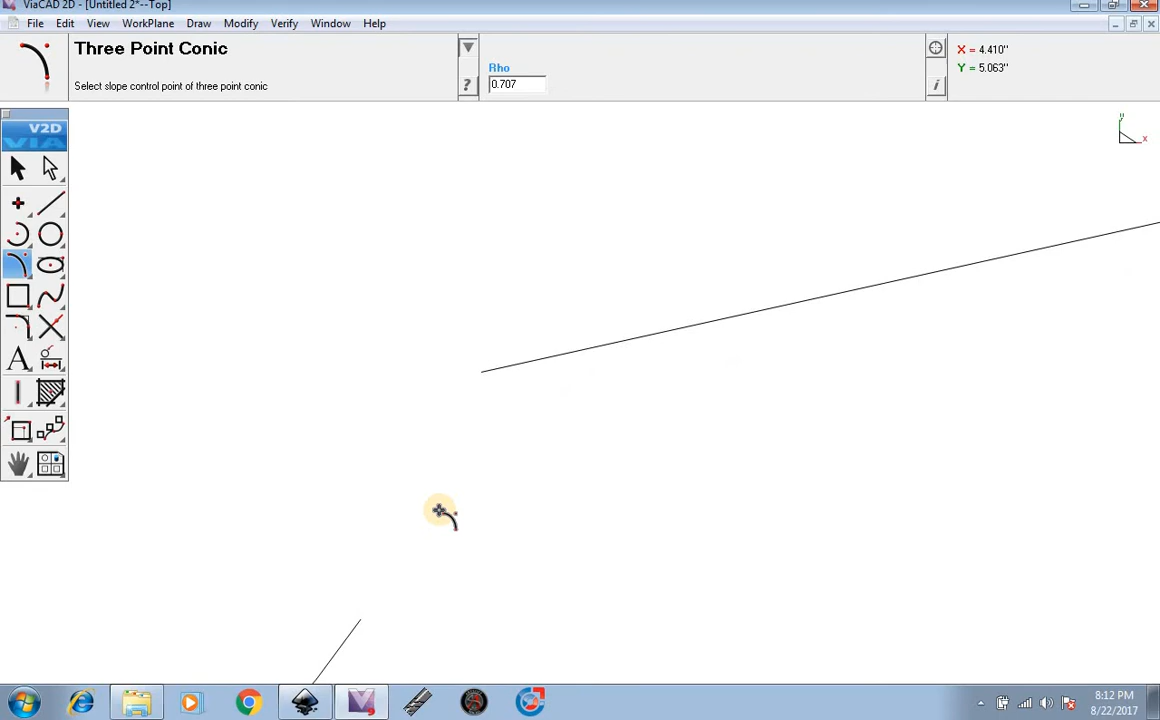 ViaCAD 2D - [Untitled 2*--Top]
File Edit View WorkPlane Draw Modify Verify Window Help
Three Point Conic
Select slope control point of three point conic
?
Rho
0.707
i
X = 4.410"
Y = 5.063"
V2D
VIA
y
x
A
8:12 PM
8/22/2017